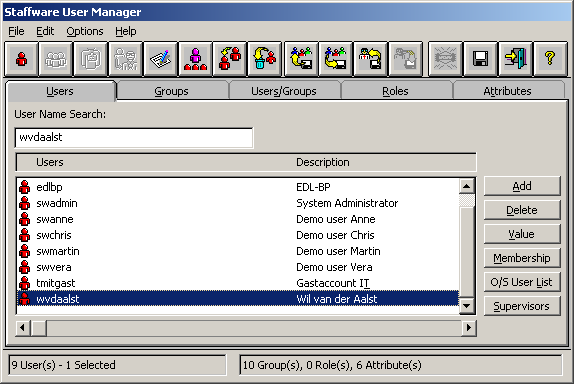 Staffware User Manager
File Edit Options Help
?
Users Groups Users/Groups Roles Attributes
User Name Search:
wvdaalst
Users Description
edlbp EDL-BP
swadmin System Administrator
swanne Demo user Anne
swchris Demo user Chris
swmartin Demo user Martin
swvera Demo user Vera
tmitgast Gastaccount IT
wvdaalst Wil van der Aalst
Add
Delete
Value
Membership
O/S User List
Supervisors
9 User(s) - 1 Selected 10 Group(s), 0 Role(s), 6 Attribute(s)